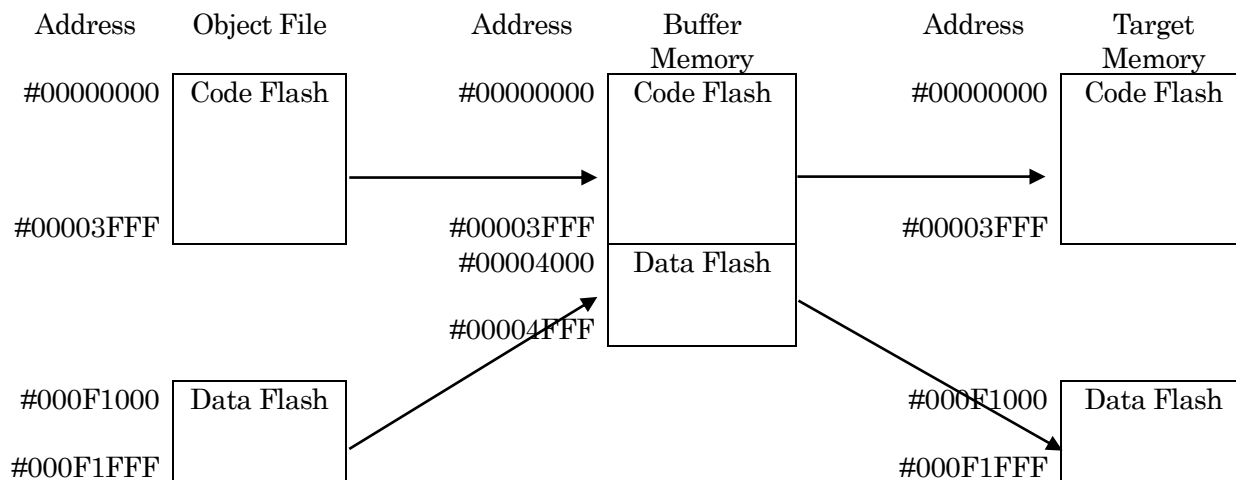 Address Object File Address Buffer Memory Address Target Memory
#00000000 Code Flash #00000000 Code Flash #00000000 Code Flash
#00003FFF #00003FFF #00003FFF
#00004000 Data Flash
#00004FFF
#000F1000 Data Flash #000F1000 Data Flash
#000F1FFF #000F1FFF